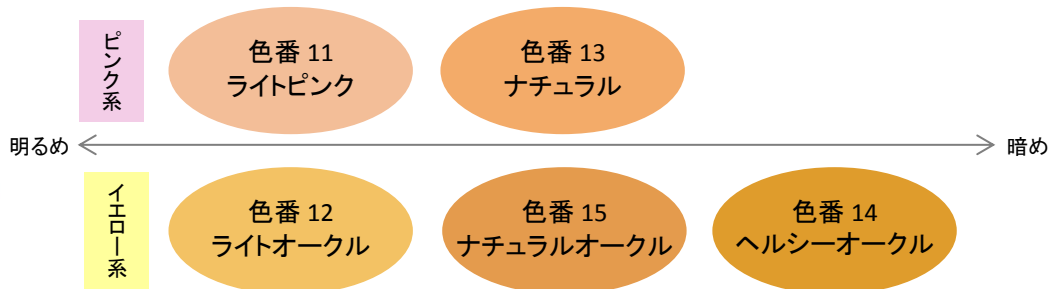 ピンク系
色番 11
ライトピンク
色番 13
ナチュラル
明るめ
暗め
イエロー系
色番 12
ライトオークル
色番 15
ナチュラルオークル
色番 14
ヘルシーオークル